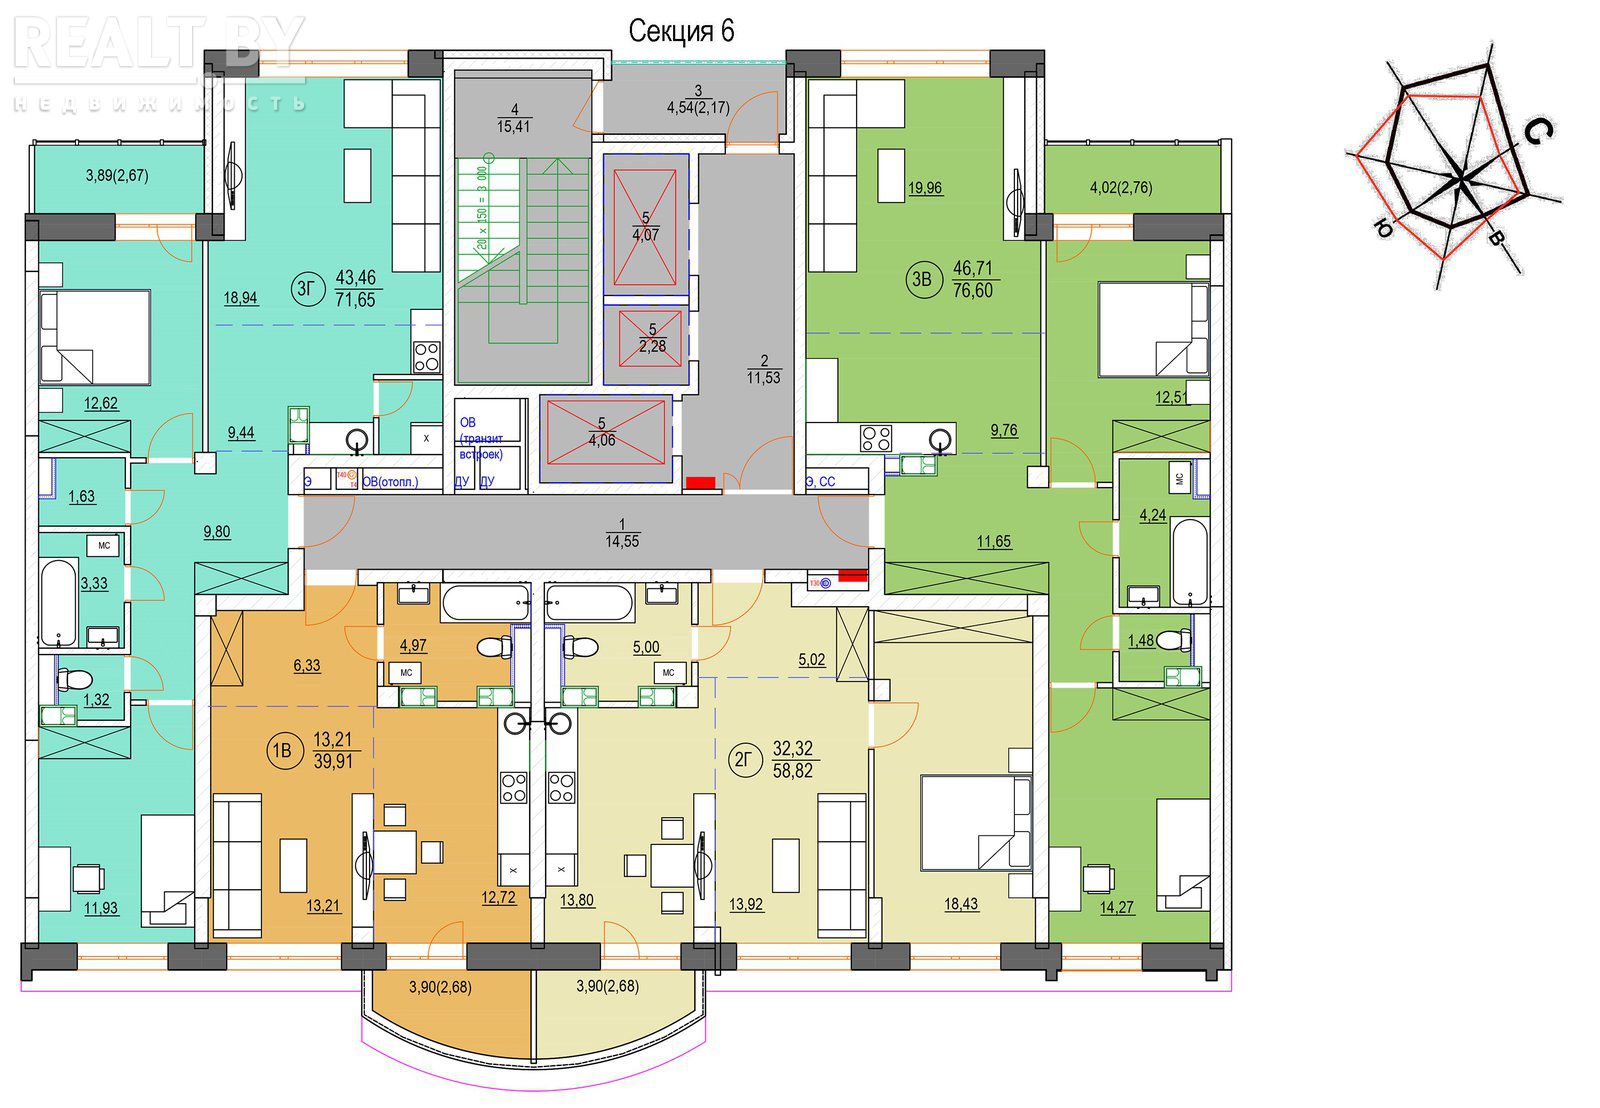 REALT.BY
недвижимость
Секция 6
3
4,54(2,17)
4
15,41
20 x 150 = 3 000
3,89(2,67)
4,02(2,76)
19,96
5
4,07
С
Ю
В
3Г
43,46
71,65
18,94
3В
46,71
76,60
5
2,28
2
11,53
12,62
12,51
9,44
ОВ
(транзит
встроек)
5
4,06
9,76
X
Э
Т40
Т4
ОВ(отопл.)
ДУ
ДУ
Э, СС
МС
1,63
4,24
9,80
1
14,55
11,65
МС
3,33
Т30
4,97
5,00
1,48
6,33
5,02
МС
МС
1,32
1В
13,21
39,91
2Г
32,32
58,82
X
X
11,93
13,21
12,72
13,80
13,92
18,43
14,27
3,90(2,68)
3,90(2,68)